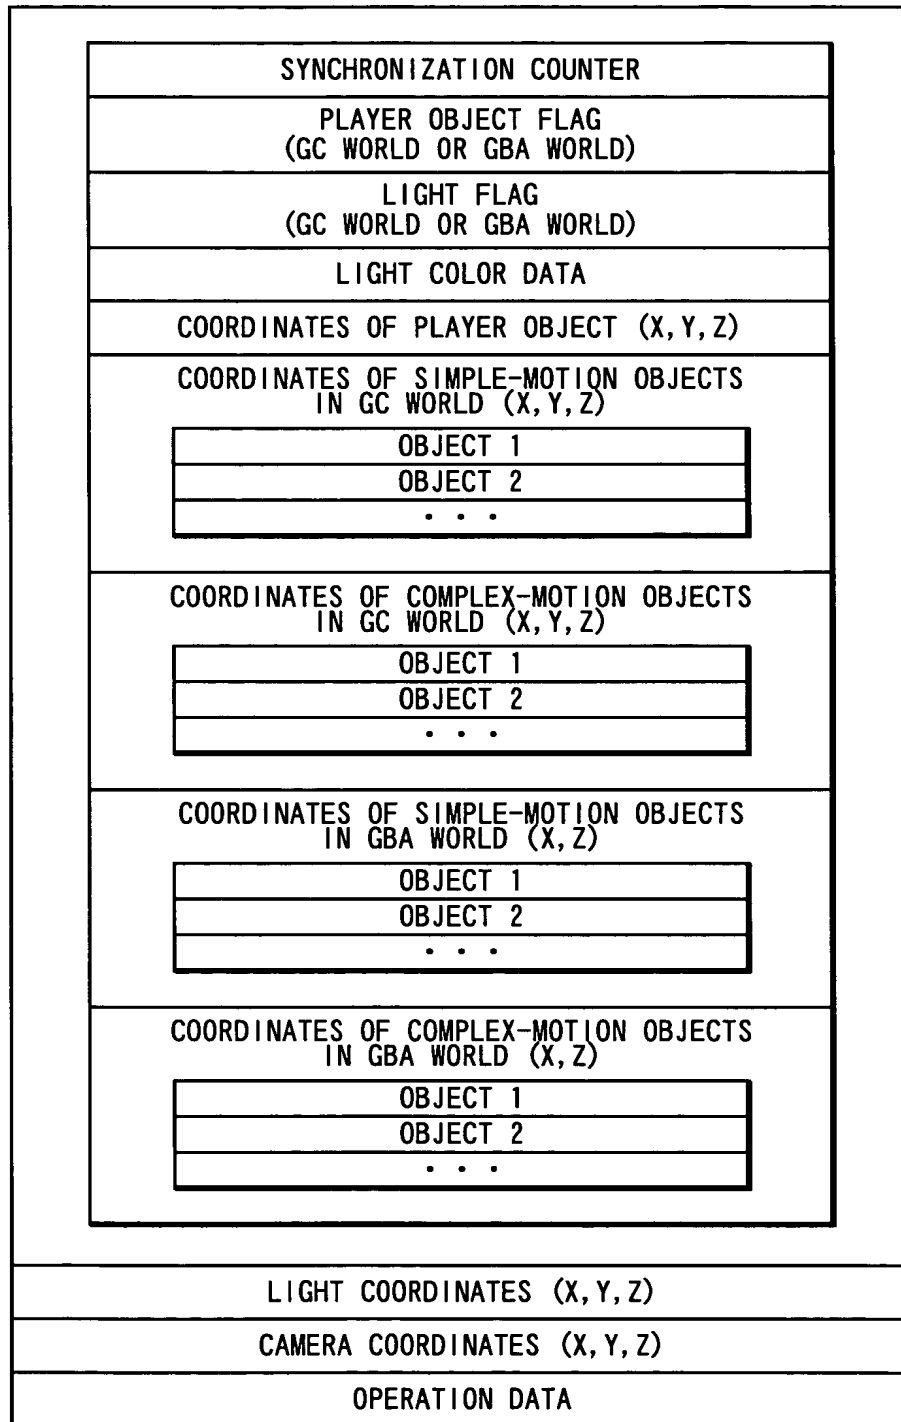 SYNCHRONIZATION COUNTER
PLAYER OBJECT FLAG
(GC WORLD OR GBA WORLD)
LIGHT FLAG
(GC WORLD OR GBA WORLD)
LIGHT COLOR DATA
COORDINATES OF PLAYER OBJECT (X,Y,Z)
COORDINATES OF SIMPLE-MOTION OBJECTS
IN GC WORLD (X,Y,Z)
OBJECT 1
OBJECT 2
・・・
COORDINATES OF COMPLEX-MOTION OBJECTS
IN GC WORLD (X,Y,Z)
OBJECT 1
OBJECT 2
・・・
COORDINATES OF SIMPLE-MOTION OBJECTS
IN GBA WORLD (X,Z)
OBJECT 1
OBJECT 2
・・・
COORDINATES OF COMPLEX-MOTION OBJECTS
IN GBA WORLD (X,Z)
OBJECT 1
OBJECT 2
・・・
LIGHT COORDINATES (X,Y,Z)
CAMERA COORDINATES (X,Y,Z)
OPERATION DATA